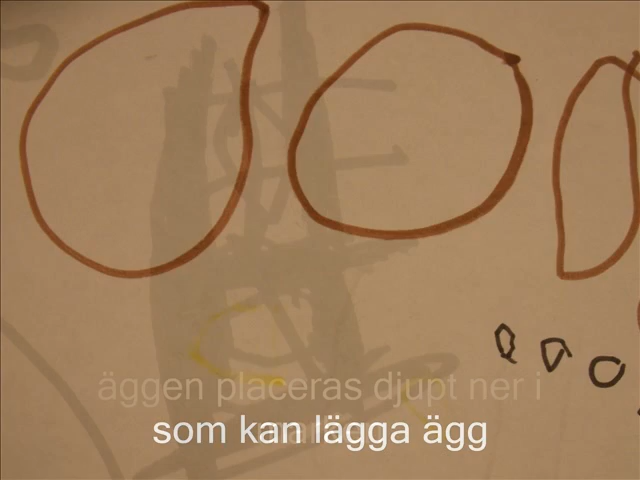 äggen placeras djupt ner i
som kan lägga ägg